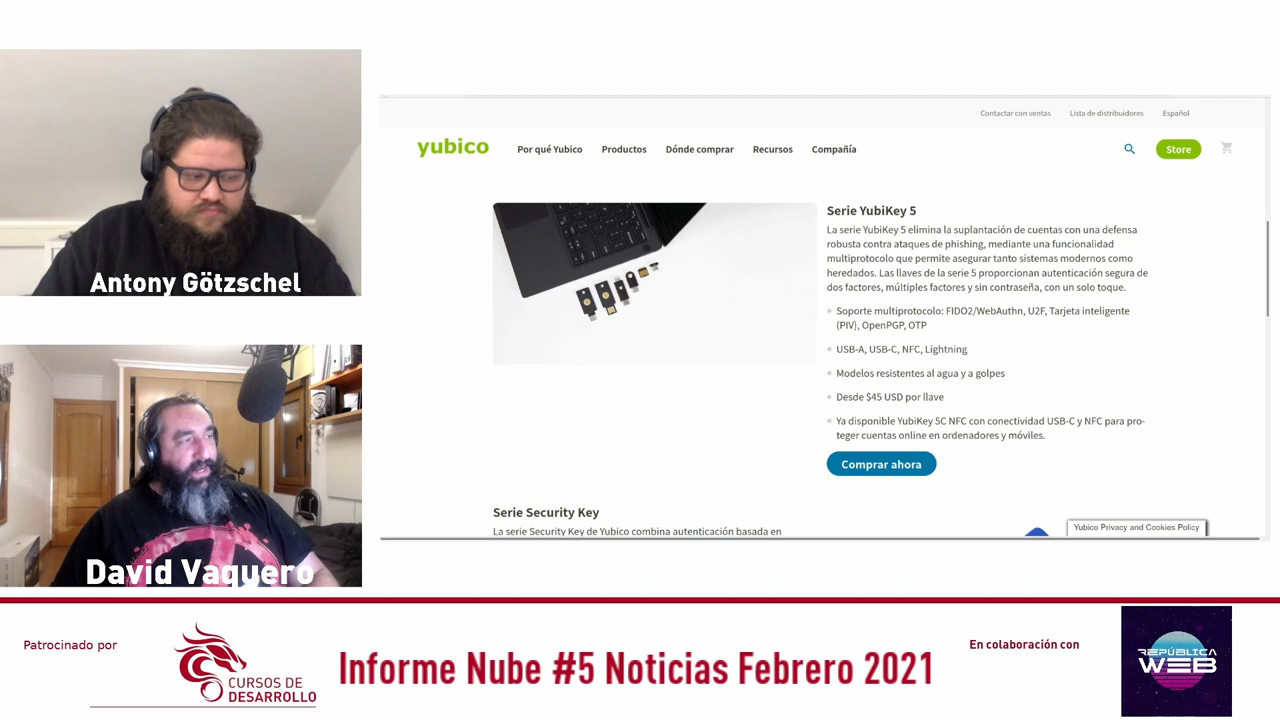 Antony Götzschel
David Vaquero
Contactar con ventas Lista de distribuidores Español
yubico Por qué Yubico Productos Dónde comprar Recursos Compañía Store
Serie YubiKey 5
La serie YubiKey 5 elimina la suplantación de cuentas con una defensa
robusta contra ataques de phishing, mediante una funcionalidad
multiprotocolo que permite asegurar tanto sistemas modernos como
heredados. Las llaves de la serie 5 proporcionan autenticación segura de
dos factores, múltiples factores y sin contraseña, con un solo toque.
Soporte multiprotocolo: FIDO2/WebAuthn, U2F, Tarjeta inteligente
(PIV), OpenPGP, OTP
USB-A, USB-C, NFC, Lightning
Modelos resistentes al agua y a golpes
Desde $45 USD por llave
Ya disponible YubiKey 5C NFC con conectividad USB-C y NFC para pro-
teger cuentas online en ordenadores y móviles.
Comprar ahora
Serie Security Key
La serie Security Key de Yubico combina autenticación basada en
Yubico Privacy and Cookies Policy
Patrocinado por
CURSOS DE
DESARROLLO
Informe Nube #5 Noticias Febrero 2021
En colaboración con
REPÚBLICA
WEB